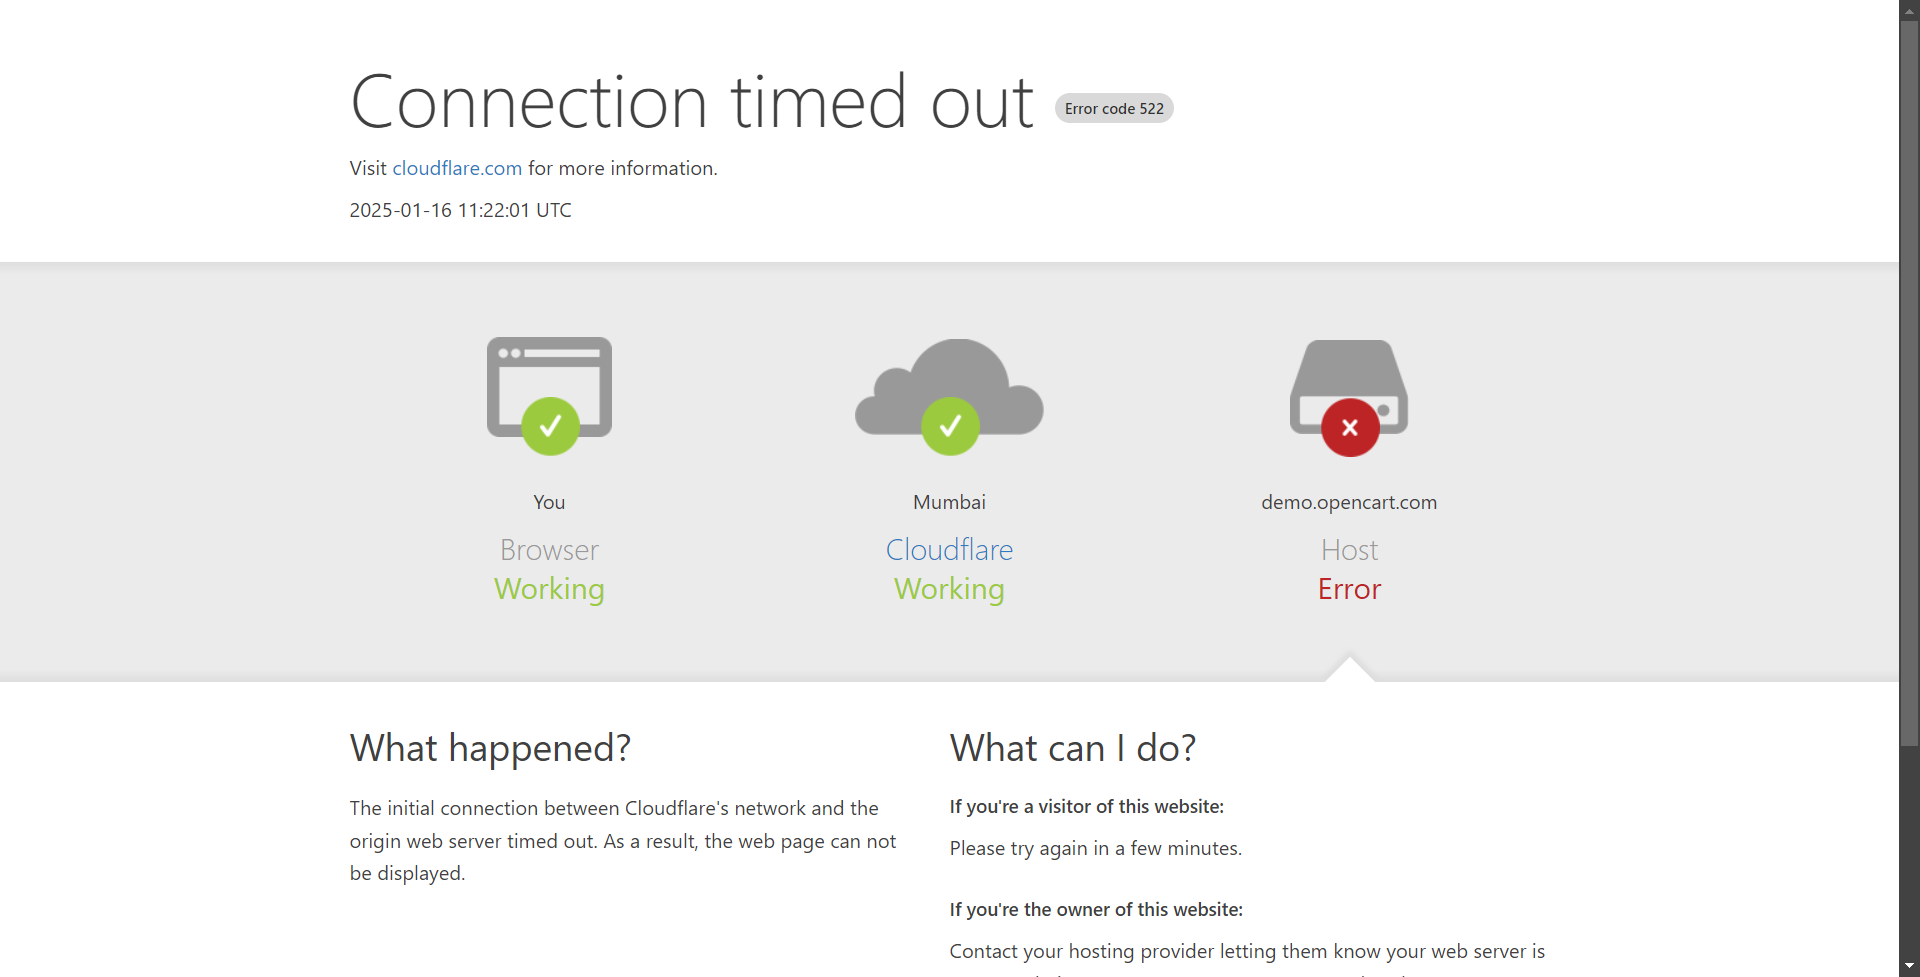 Connection timed out Error code 522
Visit cloudflare.com for more information.
2025-01-16 11:22:01 UTC
You
Browser
Working
Mumbai
Cloudflare
Working
demo.opencart.com
Host
Error
What happened?
The initial connection between Cloudflare's network and the
origin web server timed out. As a result, the web page can not
be displayed.
What can I do?
If you're a visitor of this website:
Please try again in a few minutes.
If you're the owner of this website:
Contact your hosting provider letting them know your web server is